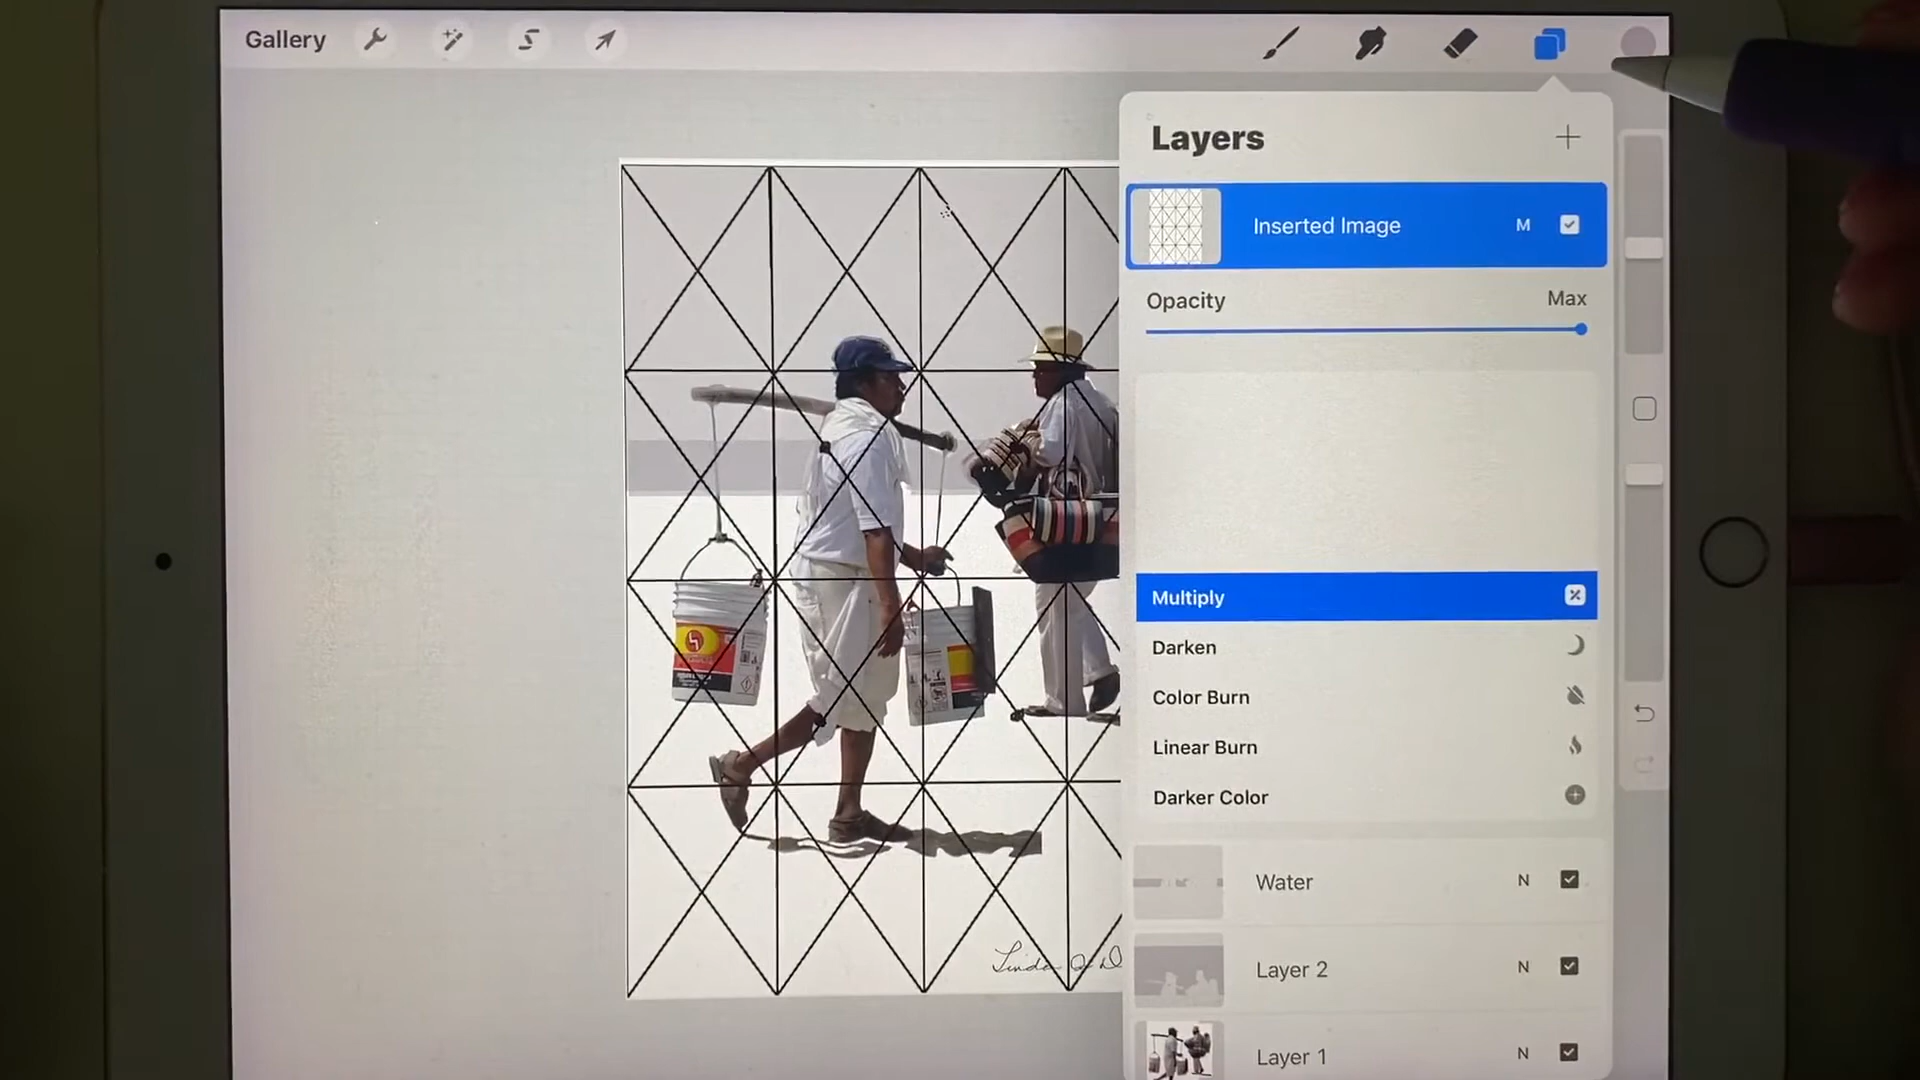 Gallery
Layers
Inserted Image M
Opacity Max
Multiply
Darken
Color Burn
Linear Burn
Darker Color
Water N
Layer 2 N
Layer 1 N
Linda